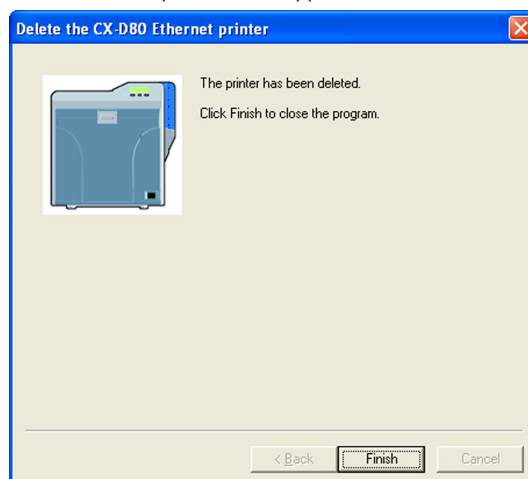 Delete the CX-D80 Ethernet printer
The printer has been deleted.
Click Finish to close the program.
< Back
Finish
Cancel